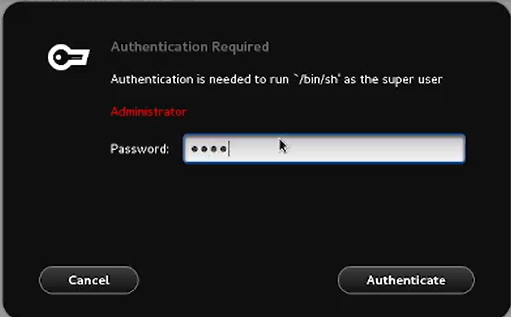 Authentication Required
Authentication is needed to run `/bin/sh' as the super user
Administrator
Password: ●●●●
Cancel
Authenticate